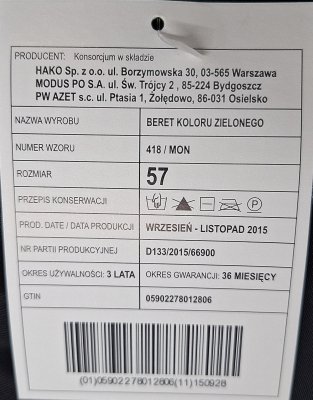 PRODUCENT: Konsorcjum w składzie
HAKO Sp. z o.o. ul. Borzymowska 30, 03-565 Warszawa
MODUS PO S.A. ul. Św. Trójcy 2 , 85-224 Bydgoszcz
PW AZET s.c. ul. Ptasia 1, Żołędowo, 86-031 Osielsko
NAZWA WYROBU BERET KOLORU ZIELONEGO
NUMER WZORU 418 / MON
ROZMIAR 57
PRZEPIS KONSERWACJI
PROD. DATE / DATA PRODUKCJI WRZESIEŃ - LISTOPAD 2015
NR PARTII PRODUKCYJNEJ D133/2015/66900
OKRES UŻYWALNOŚCI: 3 LATA OKRES GWARANCJI: 36 MIESIĘCY
GTIN 05902278012806
(01)05902278012806(11)150928